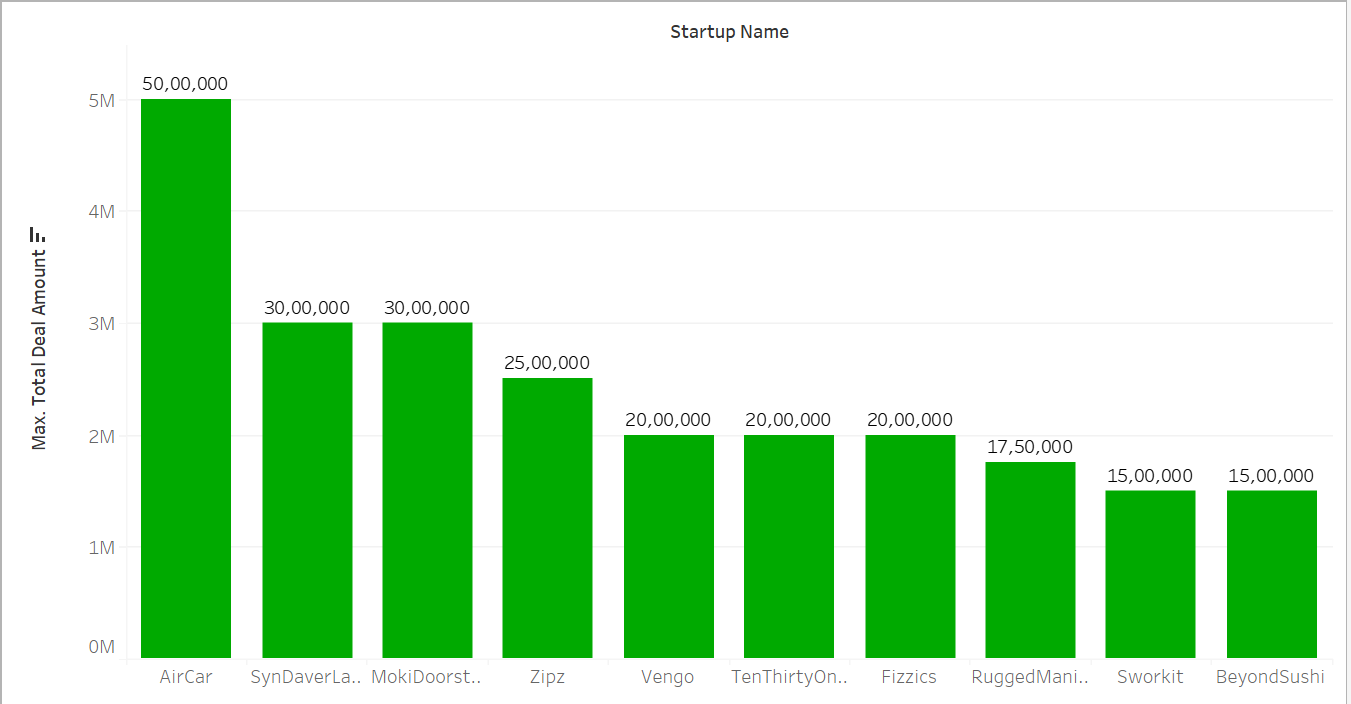 Startup Name
50,00,000
5M
4M
30,00,000 30,00,000
3M
25,00,000
20,00,000 20,00,000 20,00,000
2M
17,50,000
15,00,000 15,00,000
1M
0M
Max. Total Deal Amount
AirCar SynDaverLa.. MokiDoorst.. Zipz Vengo TenThirtyOn.. Fizzics RuggedMani.. Sworkit BeyondSushi